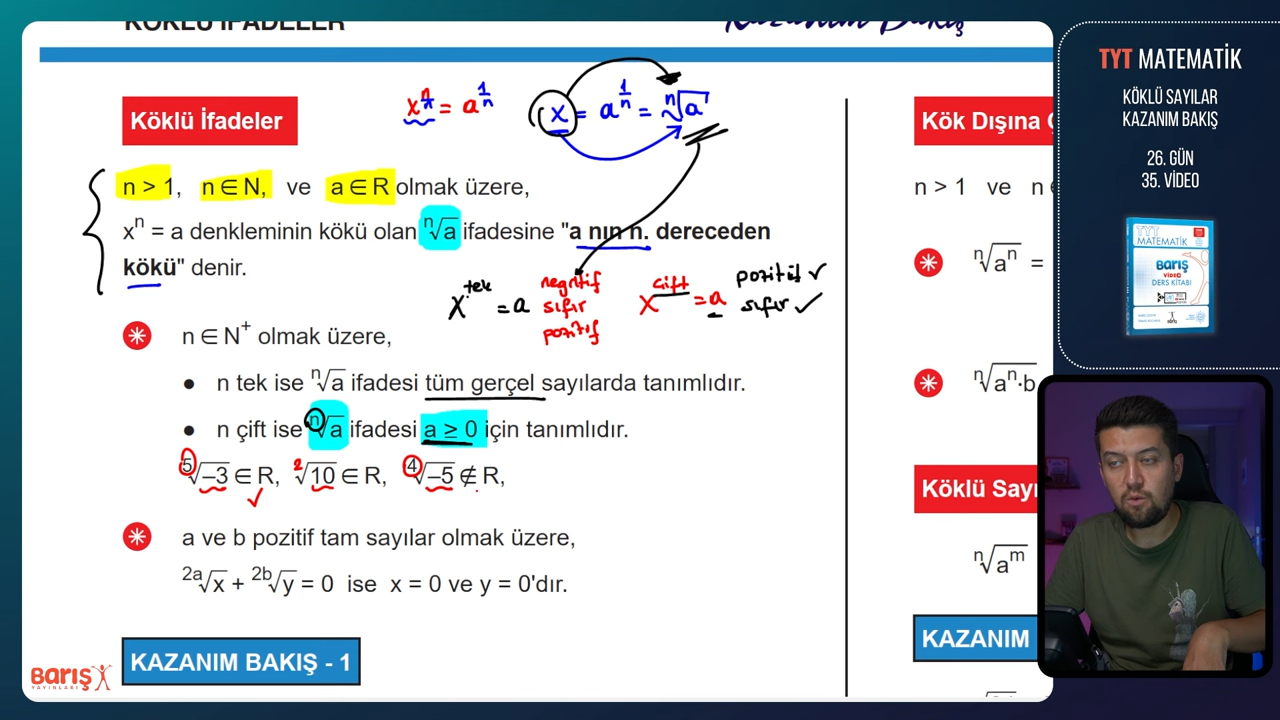 KÖKLÜ İFADELER
Kazanım Bakış
Köklü İfadeler
xⁿ = a^(1/n)
x = a^(1/n) = ⁿ√a
n > 1, n ∈ N, ve a ∈ R olmak üzere,
xⁿ = a denkleminin kökü olan ⁿ√a ifadesine "a nın n. dereceden
kökü" denir.
x^tek = a negatif sıfır pozitif
x^çift = a pozitif ✓ sıfır ✓
n ∈ N⁺ olmak üzere,
• n tek ise ⁿ√a ifadesi tüm gerçel sayılarda tanımlıdır.
• n çift ise ⁿ√a ifadesi a ≥ 0 için tanımlıdır.
⁵√–3 ∈ R, ²√10 ∈ R, ⁴√–5 ∉ R,
✓
a ve b pozitif tam sayılar olmak üzere,
²ᵃ√x + ²ᵇ√y = 0 ise x = 0 ve y = 0'dır.
KAZANIM BAKIŞ - 1
Barış
YAYINLARI
Kök Dışına
n > 1 ve n
ⁿ√aⁿ =
ⁿ√aⁿ·b
Köklü Sayı
ⁿ√aᵐ
KAZANIM
TYT MATEMATİK
KÖKLÜ SAYILAR
KAZANIM BAKIŞ
26. GÜN
35. VİDEO
TYT
MATEMATİK
BARIŞ
VİDEO
DERS KİTABI